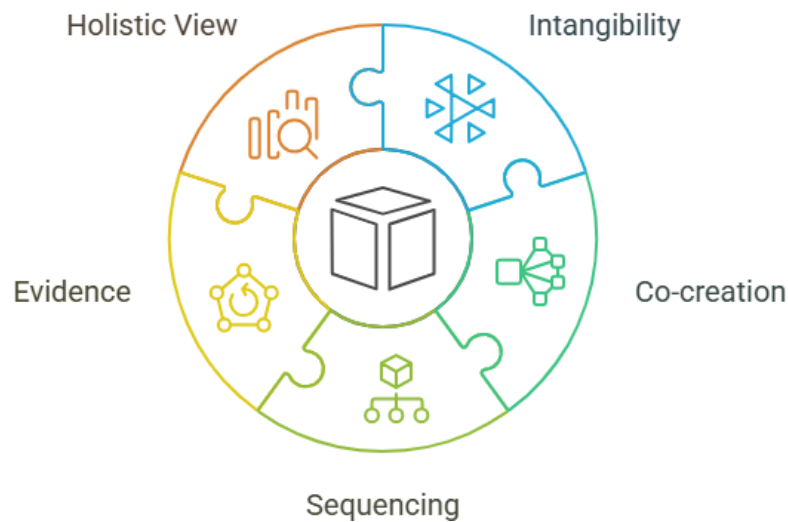 Holistic View
Intangibility
Evidence
Co-creation
Sequencing